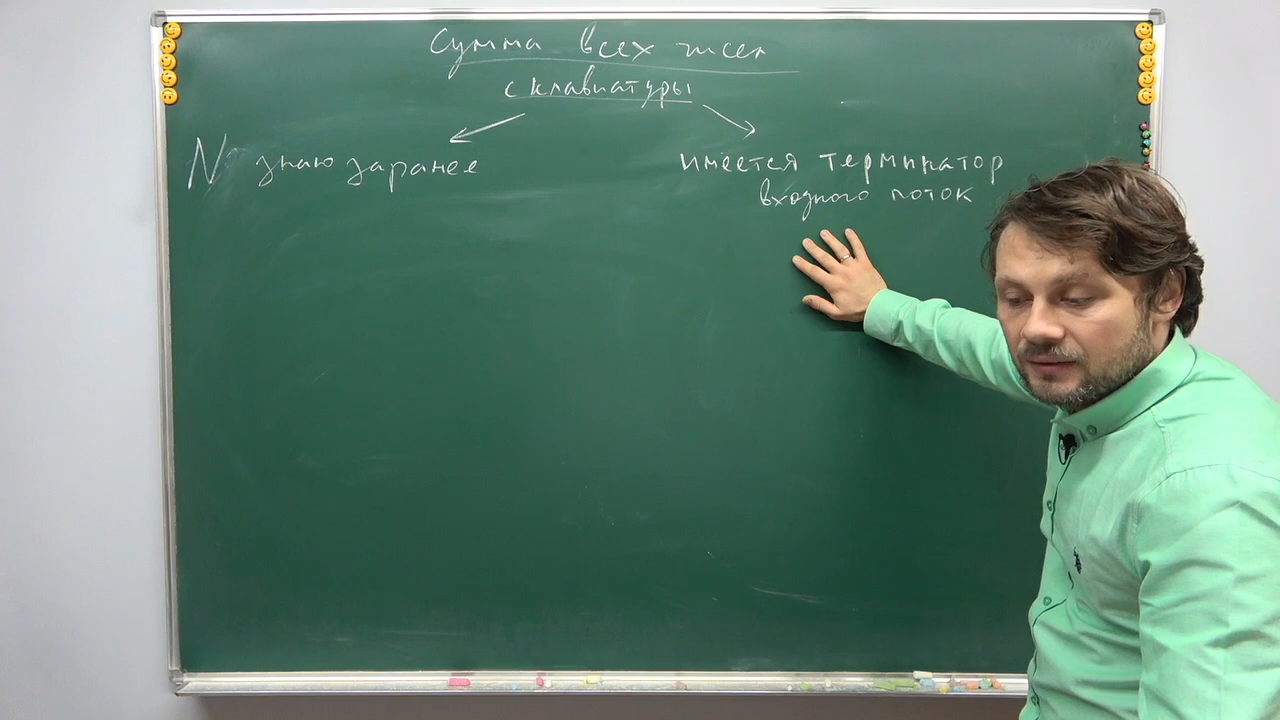 Сумма всех чисел
с клавиатуры
N знаю заранее
имеется терминатор
входного поток